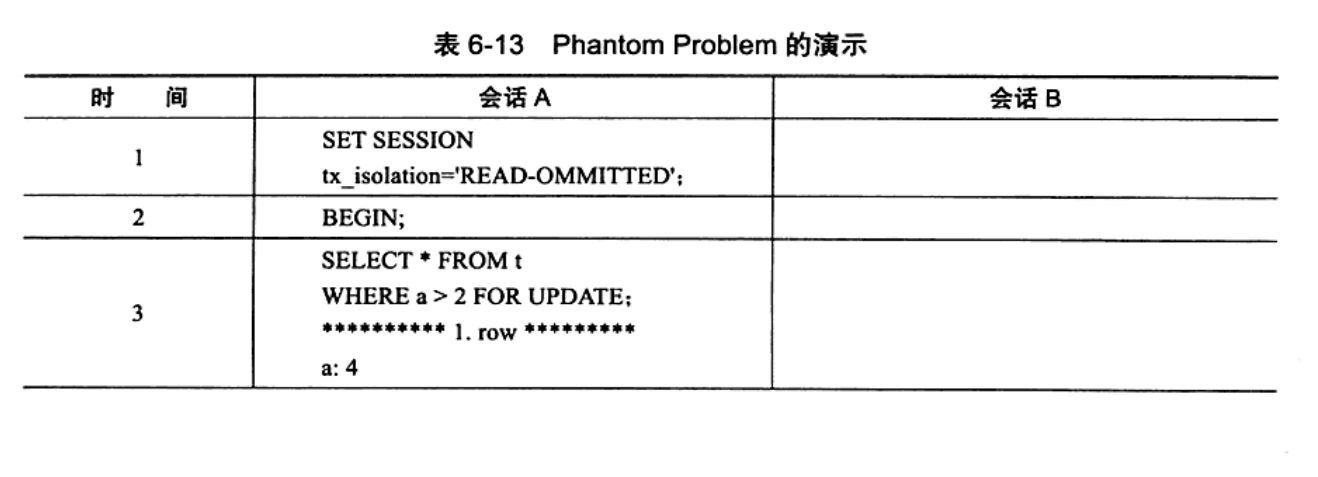 表 6-13 Phantom Problem 的演示
时 间 会话 A 会话 B
1 SET SESSION
tx_isolation='READ-OMMITTED';
2 BEGIN;
3 SELECT * FROM t
WHERE a > 2 FOR UPDATE;
********** 1. row *********
a: 4